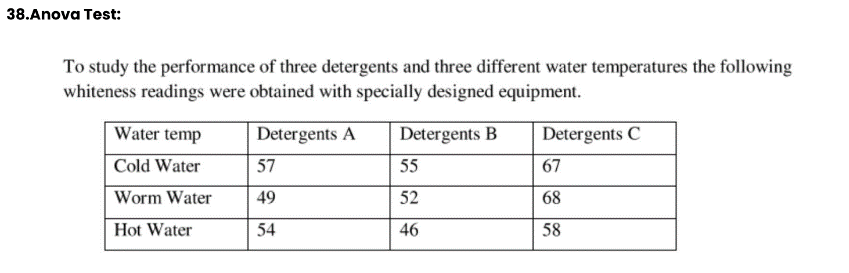 38.Anova Test:
To study the performance of three detergents and three different water temperatures the following
whiteness readings were obtained with specially designed equipment.
Water temp Detergents A Detergents B Detergents C
Cold Water 57 55 67
Worm Water 49 52 68
Hot Water 54 46 58